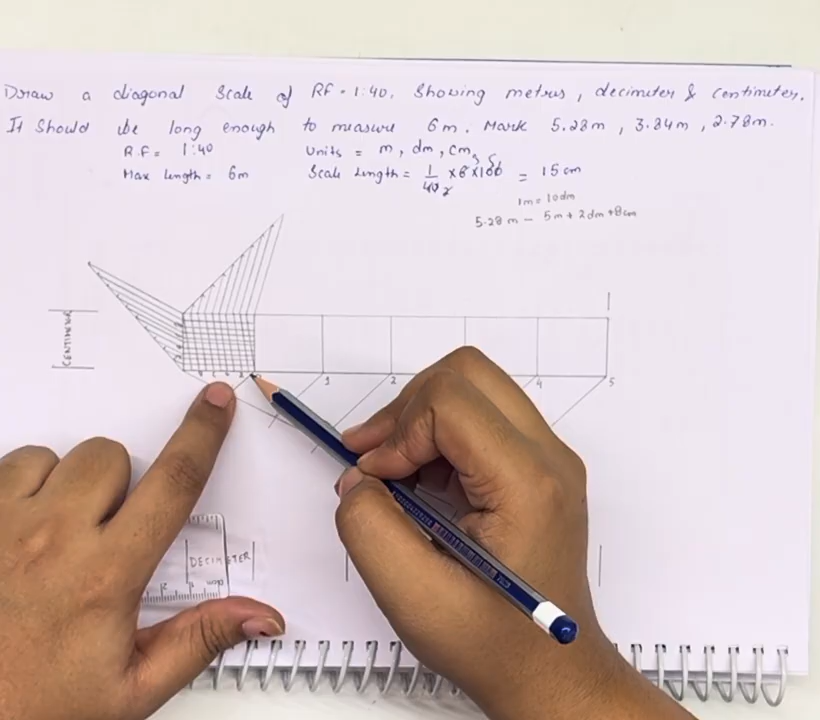 Draw a diagonal Scale of RF = 1:40, Showing metres, decimeter & centimeter.
It Should be long enough to measure 6m. Mark 5.28m, 3.84m, 2.78m.
R.F = 1:40 Units = m, dm, cm
Max length = 6m Scale Length = 1/40 x 6 x 100 = 15 cm
1m = 10dm
5.28 m - 5m + 2dm + 8cm
CENTIMETER
1 2 4 5
DECIMETER